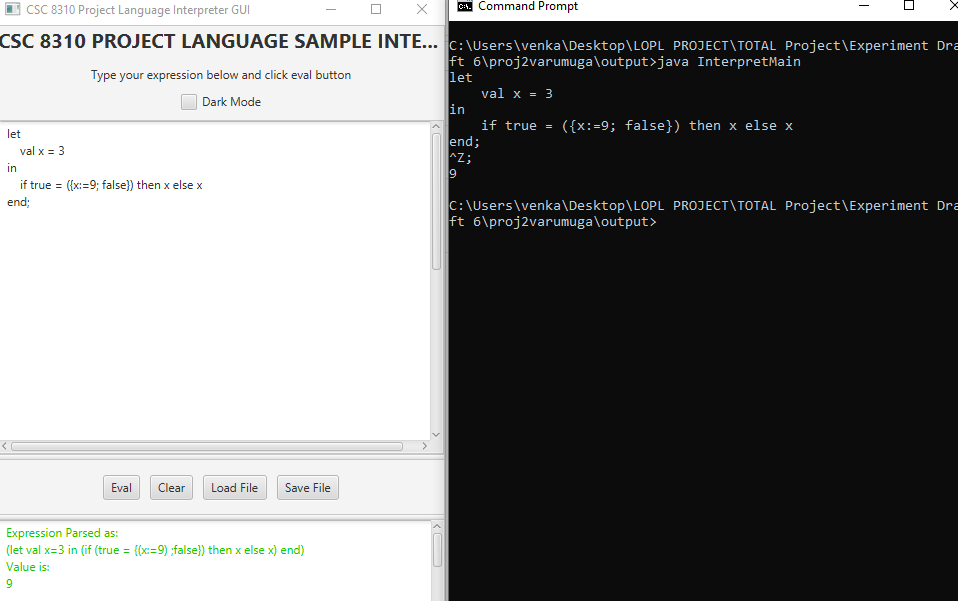 CSC 8310 Project Language Interpreter GUI
CSC 8310 PROJECT LANGUAGE SAMPLE INTE...
Type your expression below and click eval button
Dark Mode
let
    val x = 3
in
    if true = ({x:=9; false}) then x else x
end;
Eval
Clear
Load File
Save File
Expression Parsed as:
(let val x=3 in (if (true = {(x:=9) ;false}) then x else x) end)
Value is:
9
C:\.
Command Prompt
C:\Users\venka\Desktop\LOPL PROJECT\TOTAL Project\Experiment Dra
ft 6\proj2varumuga\output>java InterpretMain
let
    val x = 3
in
    if true = ({x:=9; false}) then x else x
end;
^Z;
9
C:\Users\venka\Desktop\LOPL PROJECT\TOTAL Project\Experiment Dra
ft 6\proj2varumuga\output>